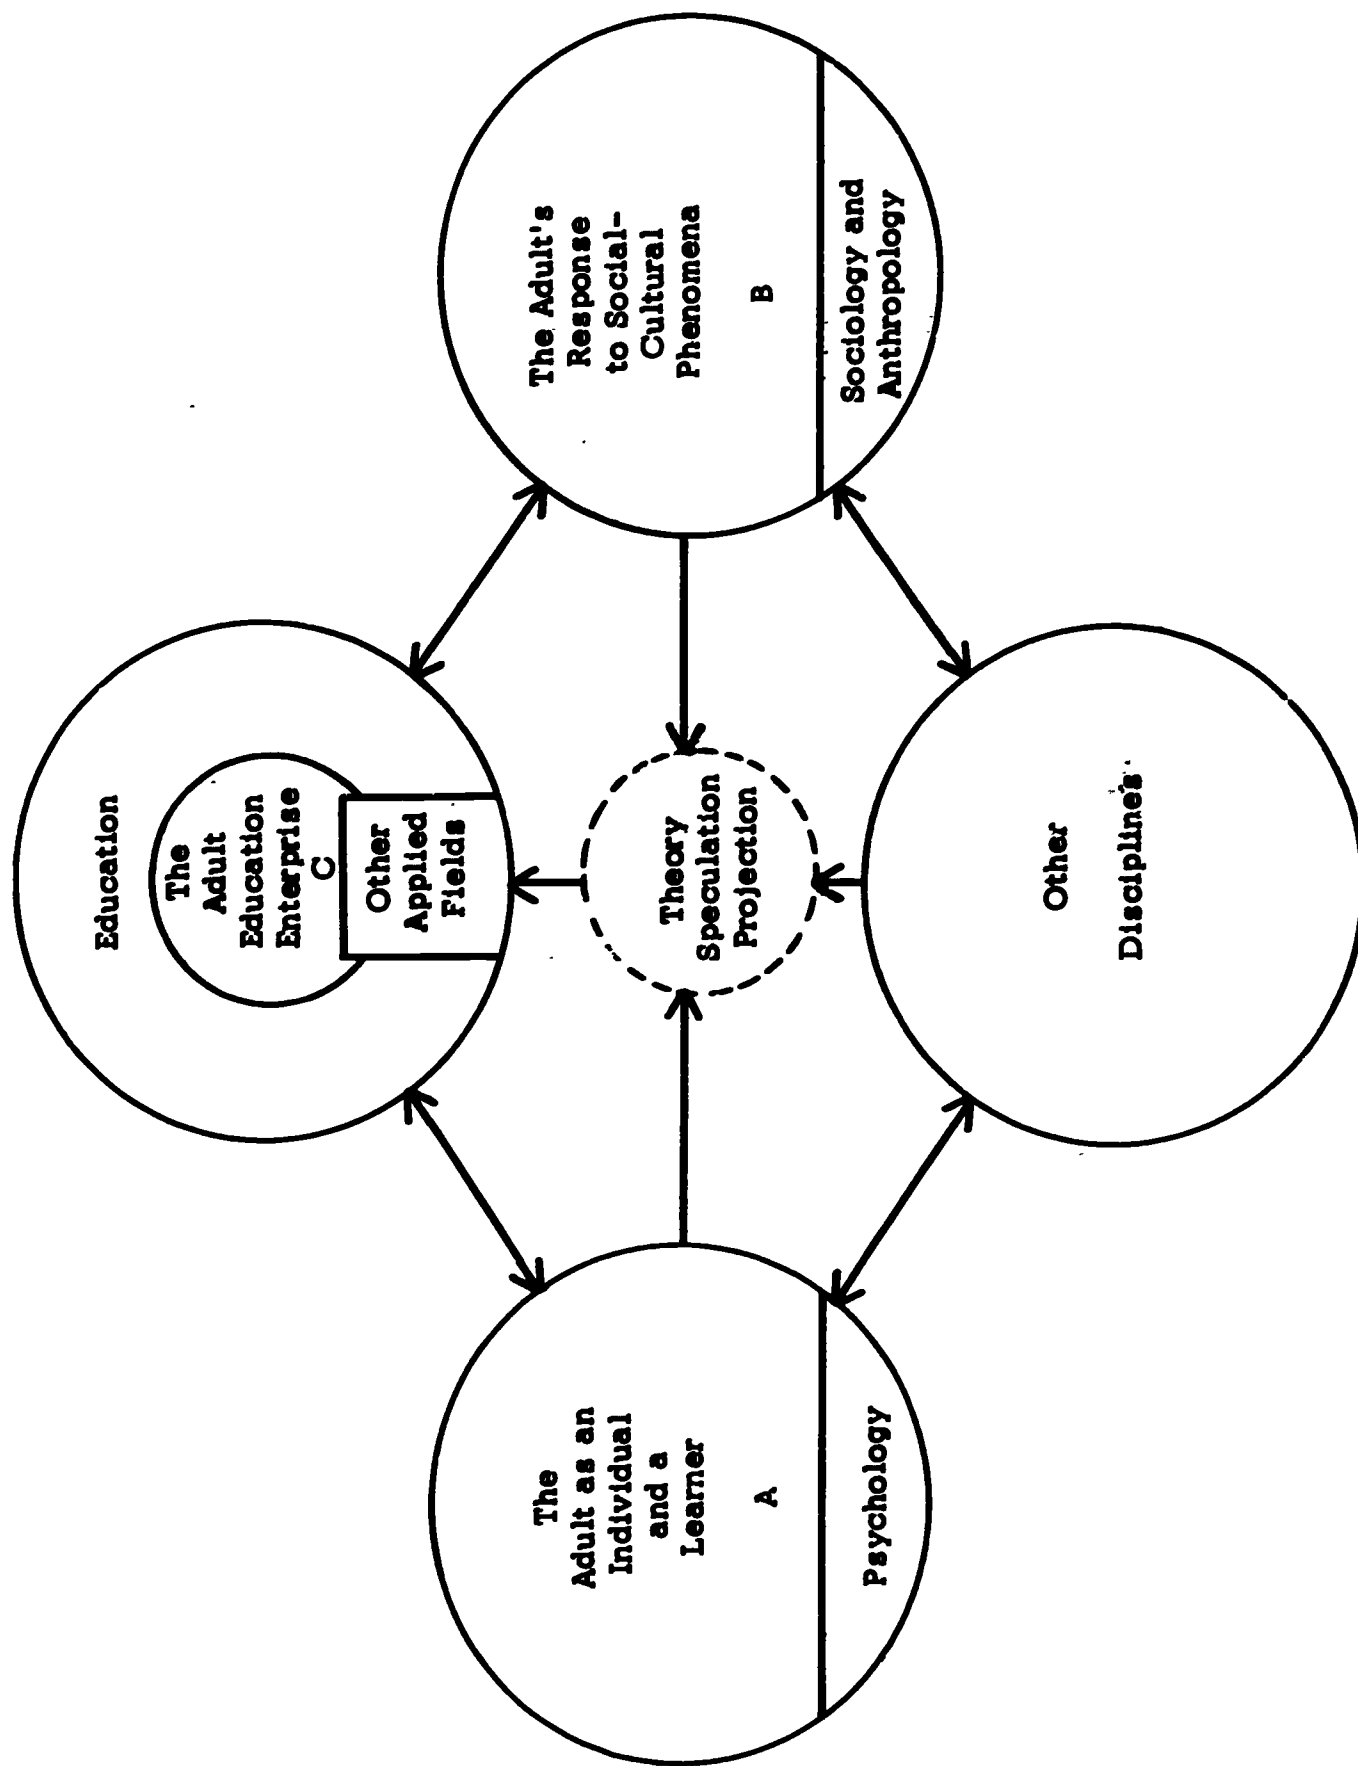 Education
The
Adult
Education
Enterprise
C
Other
Applied
Fields
The
Adult as an
Individual
and a
Learner
A
Psychology
Theory
Speculation
Projection
The Adult's
Response
to Social-
Cultural
Phenomena
B
Sociology and
Anthropology
Other
Disciplines